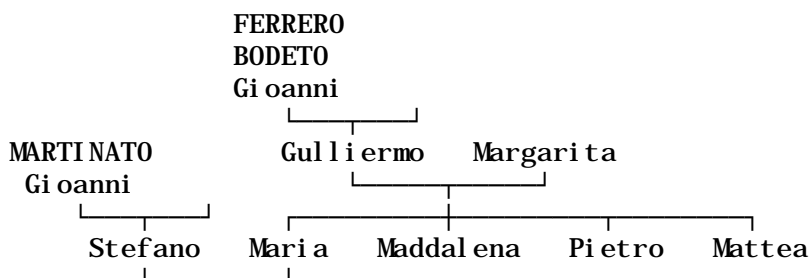 FERRERO
BODETO
Gioanni
Gulliermo Margarita
MARTINATO
Gioanni
Stefano Maria Maddalena Pietro Mattea